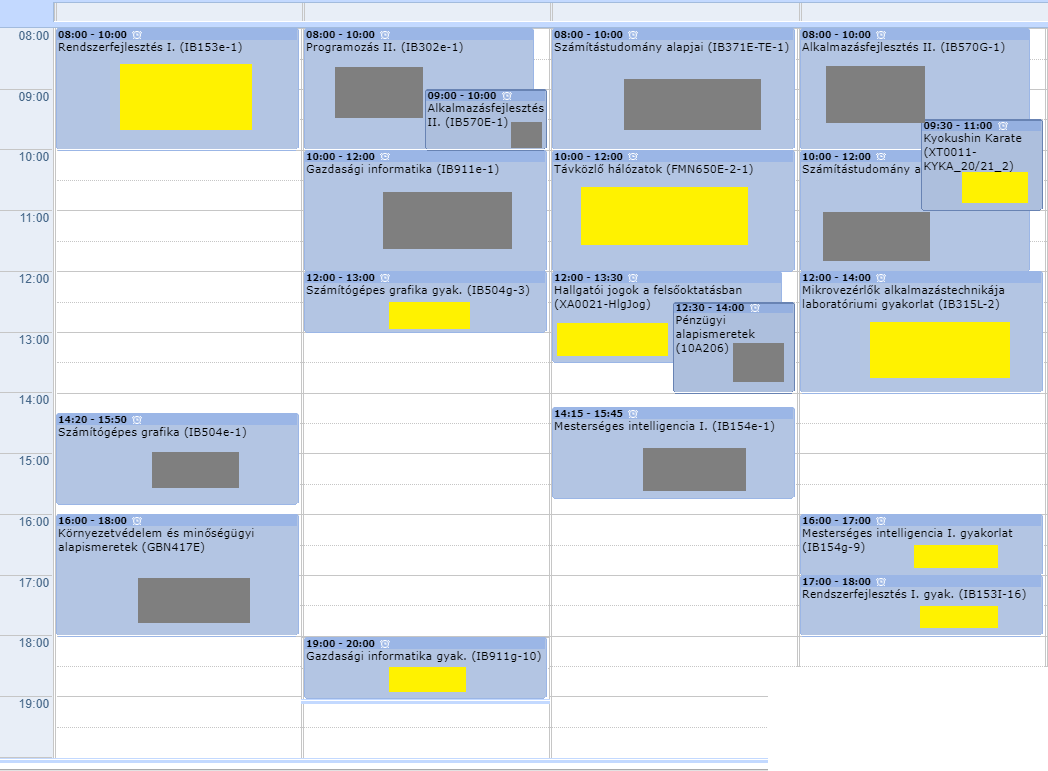 08:00
09:00
10:00
11:00
12:00
13:00
14:00
15:00
16:00
17:00
18:00
19:00
08:00 - 10:00
Rendszerfejlesztés I. (IB153e-1)
14:20 - 15:50
Számítógépes grafika (IB504e-1)
16:00 - 18:00
Környezetvédelem és minőségügyi
alapismeretek (GBN417E)
08:00 - 10:00
Programozás II. (IB302e-1)
09:00 - 10:00
Alkalmazásfejlesztés
II. (IB570E-1)
10:00 - 12:00
Gazdasági informatika (IB911e-1)
12:00 - 13:00
Számítógépes grafika gyak. (IB504g-3)
19:00 - 20:00
Gazdasági informatika gyak. (IB911g-10)
08:00 - 10:00
Számítástudomány alapjai (IB371E-TE-1)
10:00 - 12:00
Távközlő hálózatok (FMN650E-2-1)
12:00 - 13:30
Hallgatói jogok a felsőoktatásban
(XA0021-HlgJog)
12:30 - 14:00
Pénzügyi
alapismeretek
(10A206)
14:15 - 15:45
Mesterséges intelligencia I. (IB154e-1)
08:00 - 10:00
Alkalmazásfejlesztés II. (IB570G-1)
09:30 - 11:00
Kyokushin Karate
(XT0011-
KYKA_20/21_2)
10:00 - 12:00
Számítástudomány a
12:00 - 14:00
Mikrovezérlők alkalmazástechnikája
laboratóriumi gyakorlat (IB315L-2)
16:00 - 17:00
Mesterséges intelligencia I. gyakorlat
(IB154g-9)
17:00 - 18:00
Rendszerfejlesztés I. gyak. (IB153I-16)